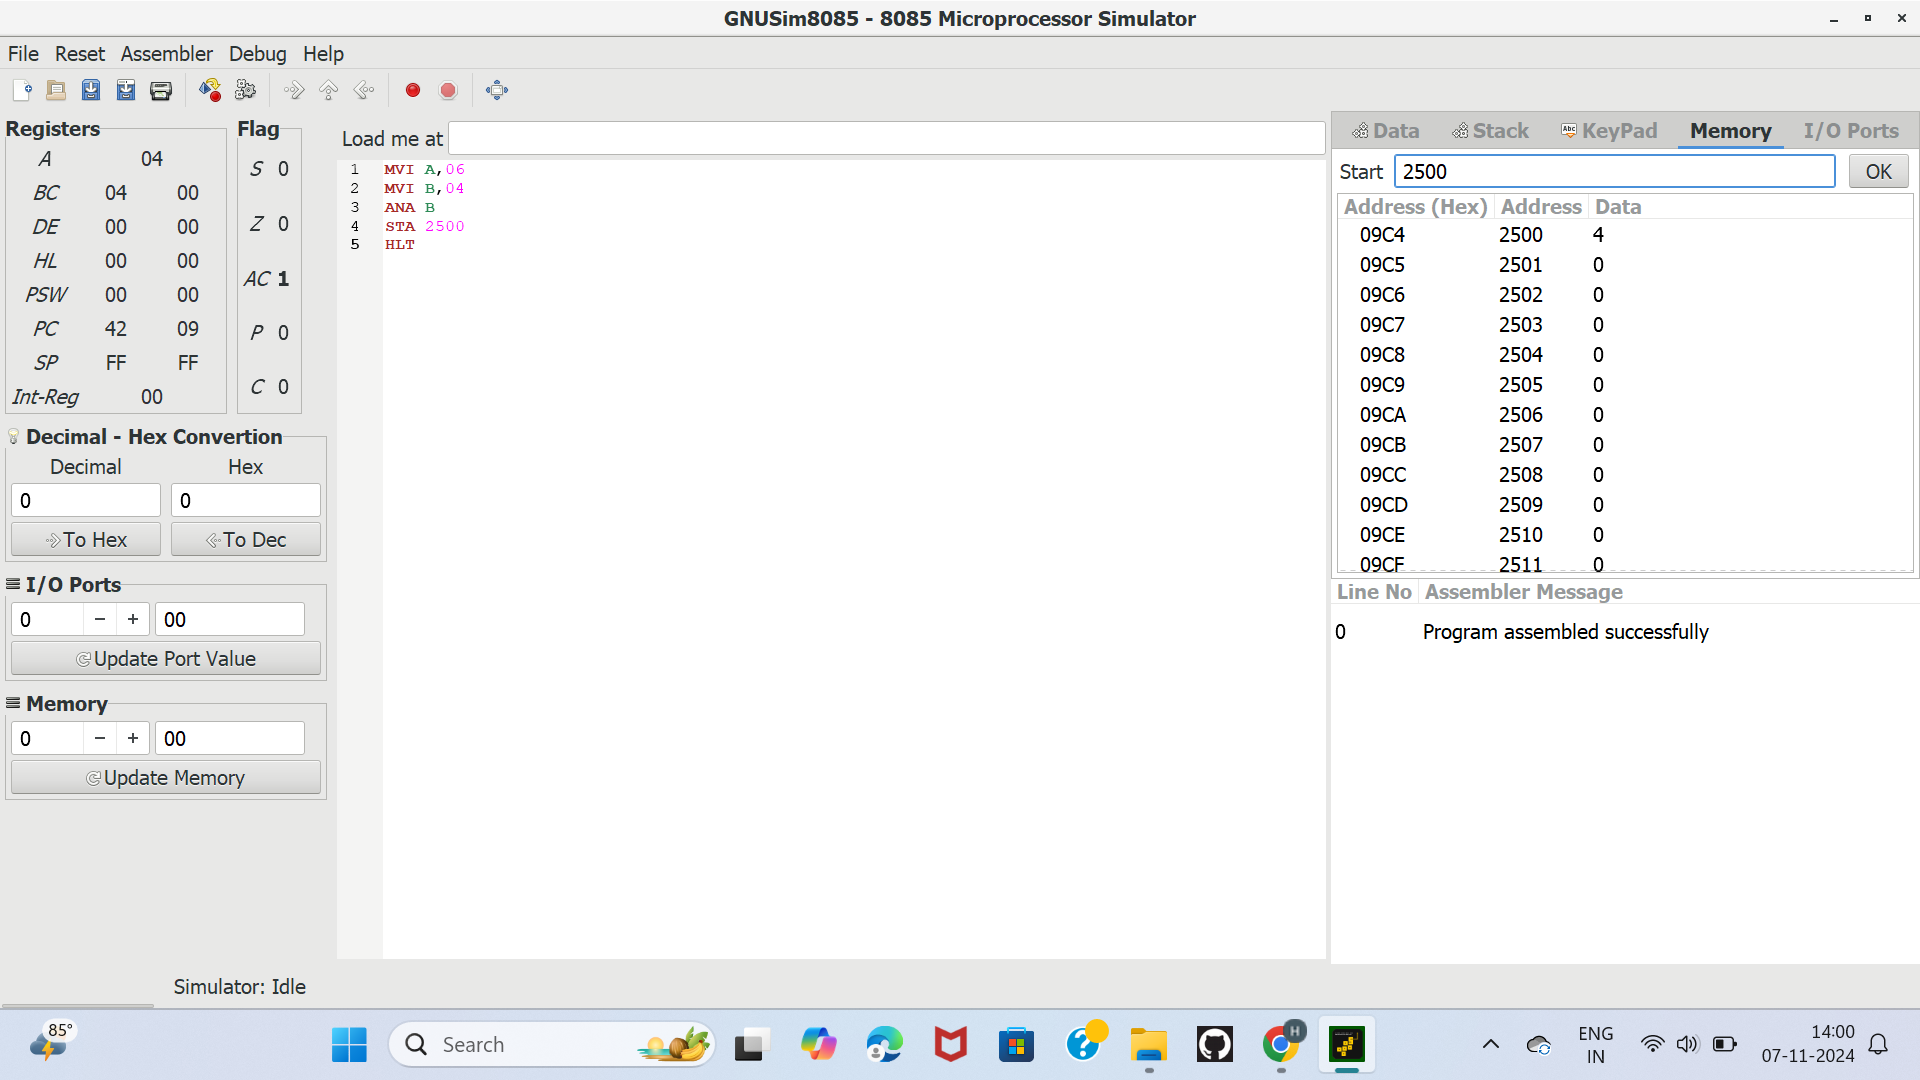 GNUSim8085 - 8085 Microprocessor Simulator
File Reset Assembler Debug Help
Registers
A 04
BC 04 00
DE 00 00
HL 00 00
PSW 00 00
PC 42 09
SP FF FF
Int-Reg 00
Flag
S 0
Z 0
AC 1
P 0
C 0
Decimal - Hex Convertion
Decimal Hex
0 0
To Hex To Dec
I/O Ports
0 − + 00
Update Port Value
Memory
0 − + 00
Update Memory
Simulator: Idle
Load me at
1 MVI A,06
2 MVI B,04
3 ANA B
4 STA 2500
5 HLT
Data Stack Abc KeyPad Memory I/O Ports
Start 2500 OK
Address (Hex) Address Data
09C4 2500 4
09C5 2501 0
09C6 2502 0
09C7 2503 0
09C8 2504 0
09C9 2505 0
09CA 2506 0
09CB 2507 0
09CC 2508 0
09CD 2509 0
09CE 2510 0
09CF 2511 0
Line No Assembler Message
0 Program assembled successfully
85°
Search
H
ENG
IN
14:00
07-11-2024